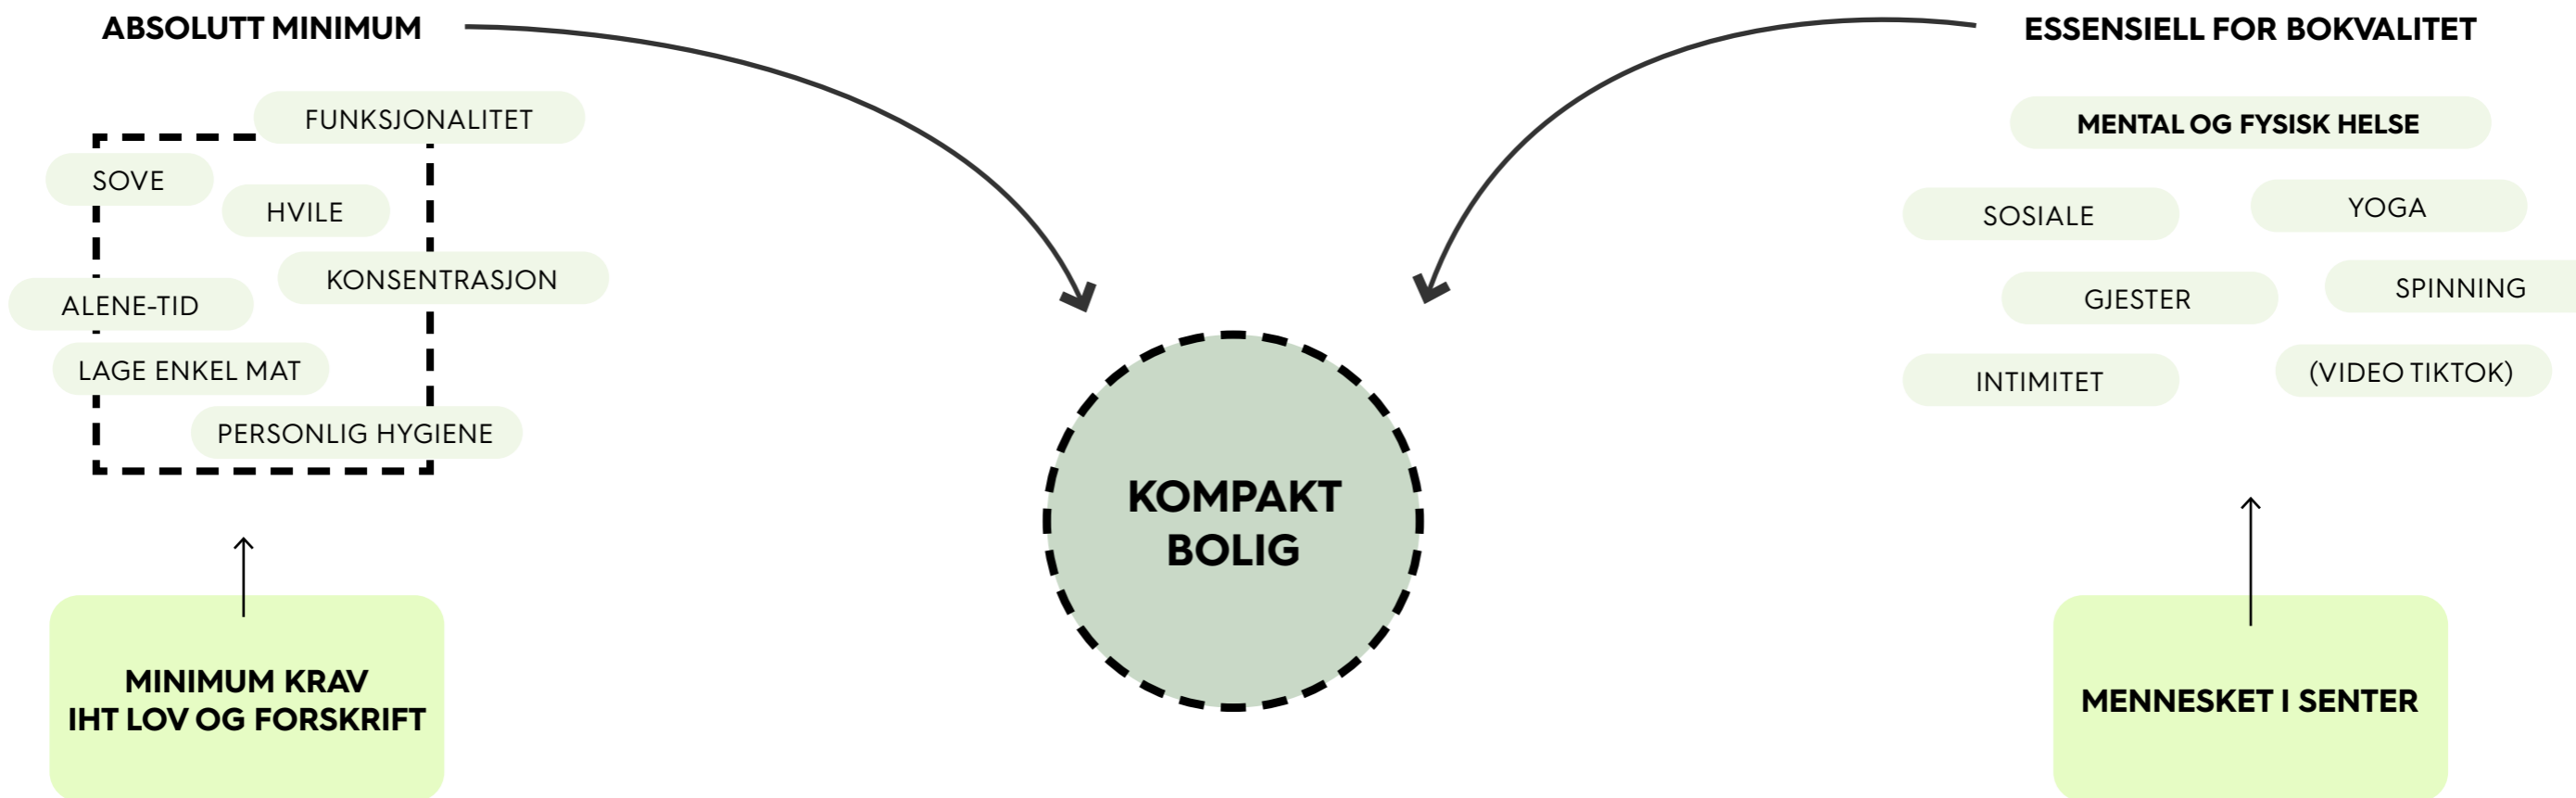 ABSOLUTT MINIMUM
FUNKSJONALITET
SOVE
HVILE
KONSENTRASJON
ALENE-TID
LAGE ENKEL MAT
PERSONLIG HYGIENE
MINIMUM KRAV
IHT LOV OG FORSKRIFT
KOMPAKT
BOLIG
ESSENSIELL FOR BOKVALITET
MENTAL OG FYSISK HELSE
SOSIALE
YOGA
GJESTER
SPINNING
INTIMITET
(VIDEO TIKTOK)
MENNESKET I SENTER